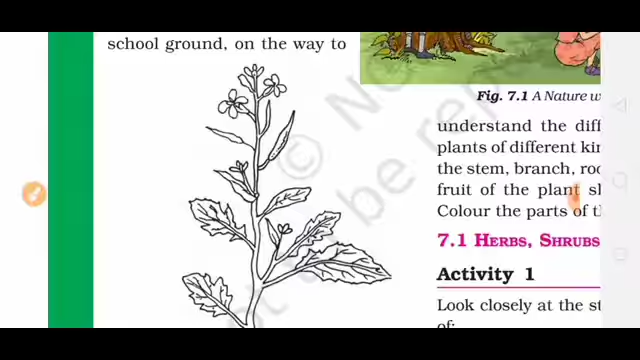 school ground, on the way to
Fig. 7.1 A Nature w
understand the diff
plants of different kin
the stem, branch, roo
fruit of the plant s
Colour the parts of t
7.1 HERBS, SHRUBS
Activity 1
Look closely at the st
of: